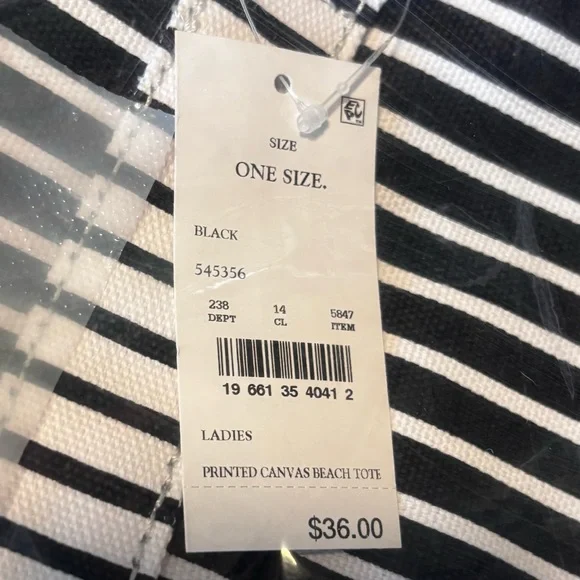 SIZE
ONE SIZE.
BLACK
545356
238 14 5847
DEPT CL ITEM
19 661 35 4041 2
LADIES
PRINTED CANVAS BEACH TOTE
$36.00